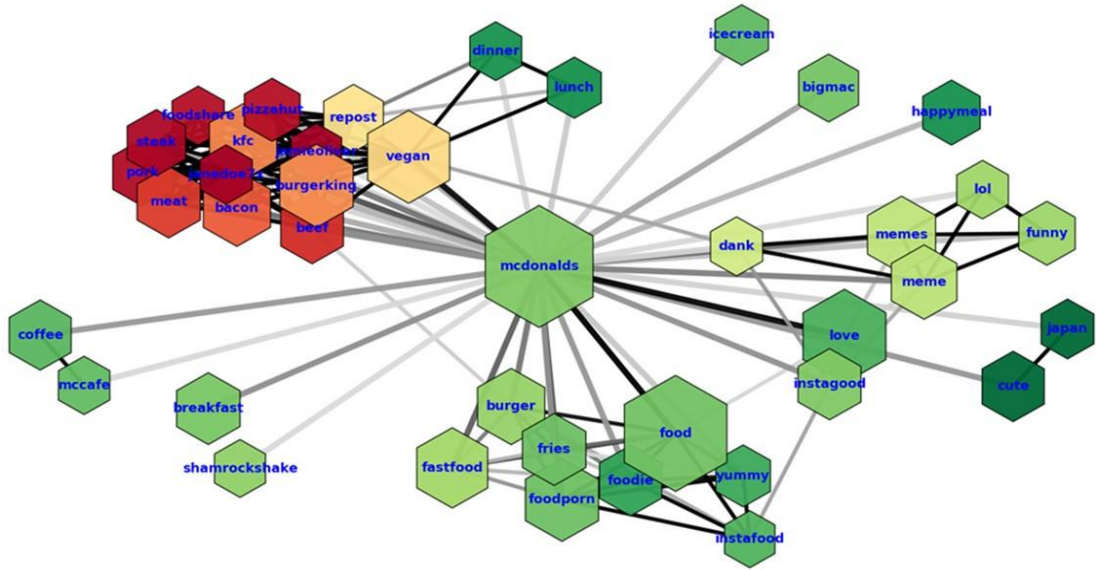 icecream
dinner
lunch
bigmac
happymeal
foodshare
pizzahut
repost
steak
kfc
vegan
pork
burgerking
meat
bacon
beef
lol
memes
funny
dank
meme
mcdonalds
coffee
love
japan
mccafe
instagood
cute
breakfast
burger
food
shamrockshake
fastfood
fries
foodie
yummy
foodporn
instafood